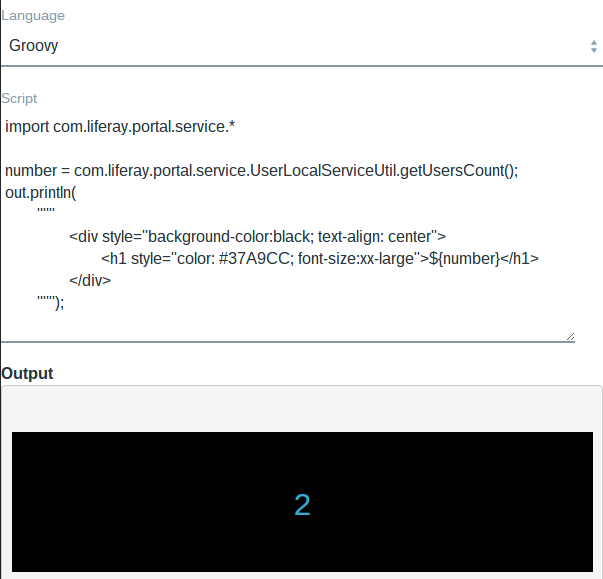 Language
Groovy
Script
import com.liferay.portal.service.*
number = com.liferay.portal.service.UserLocalServiceUtil.getUsersCount();
out.println(
"""
<div style="background-color:black; text-align: center">
<h1 style="color: #37A9CC; font-size:xx-large">${number}</h1>
</div>
""");
Output
2